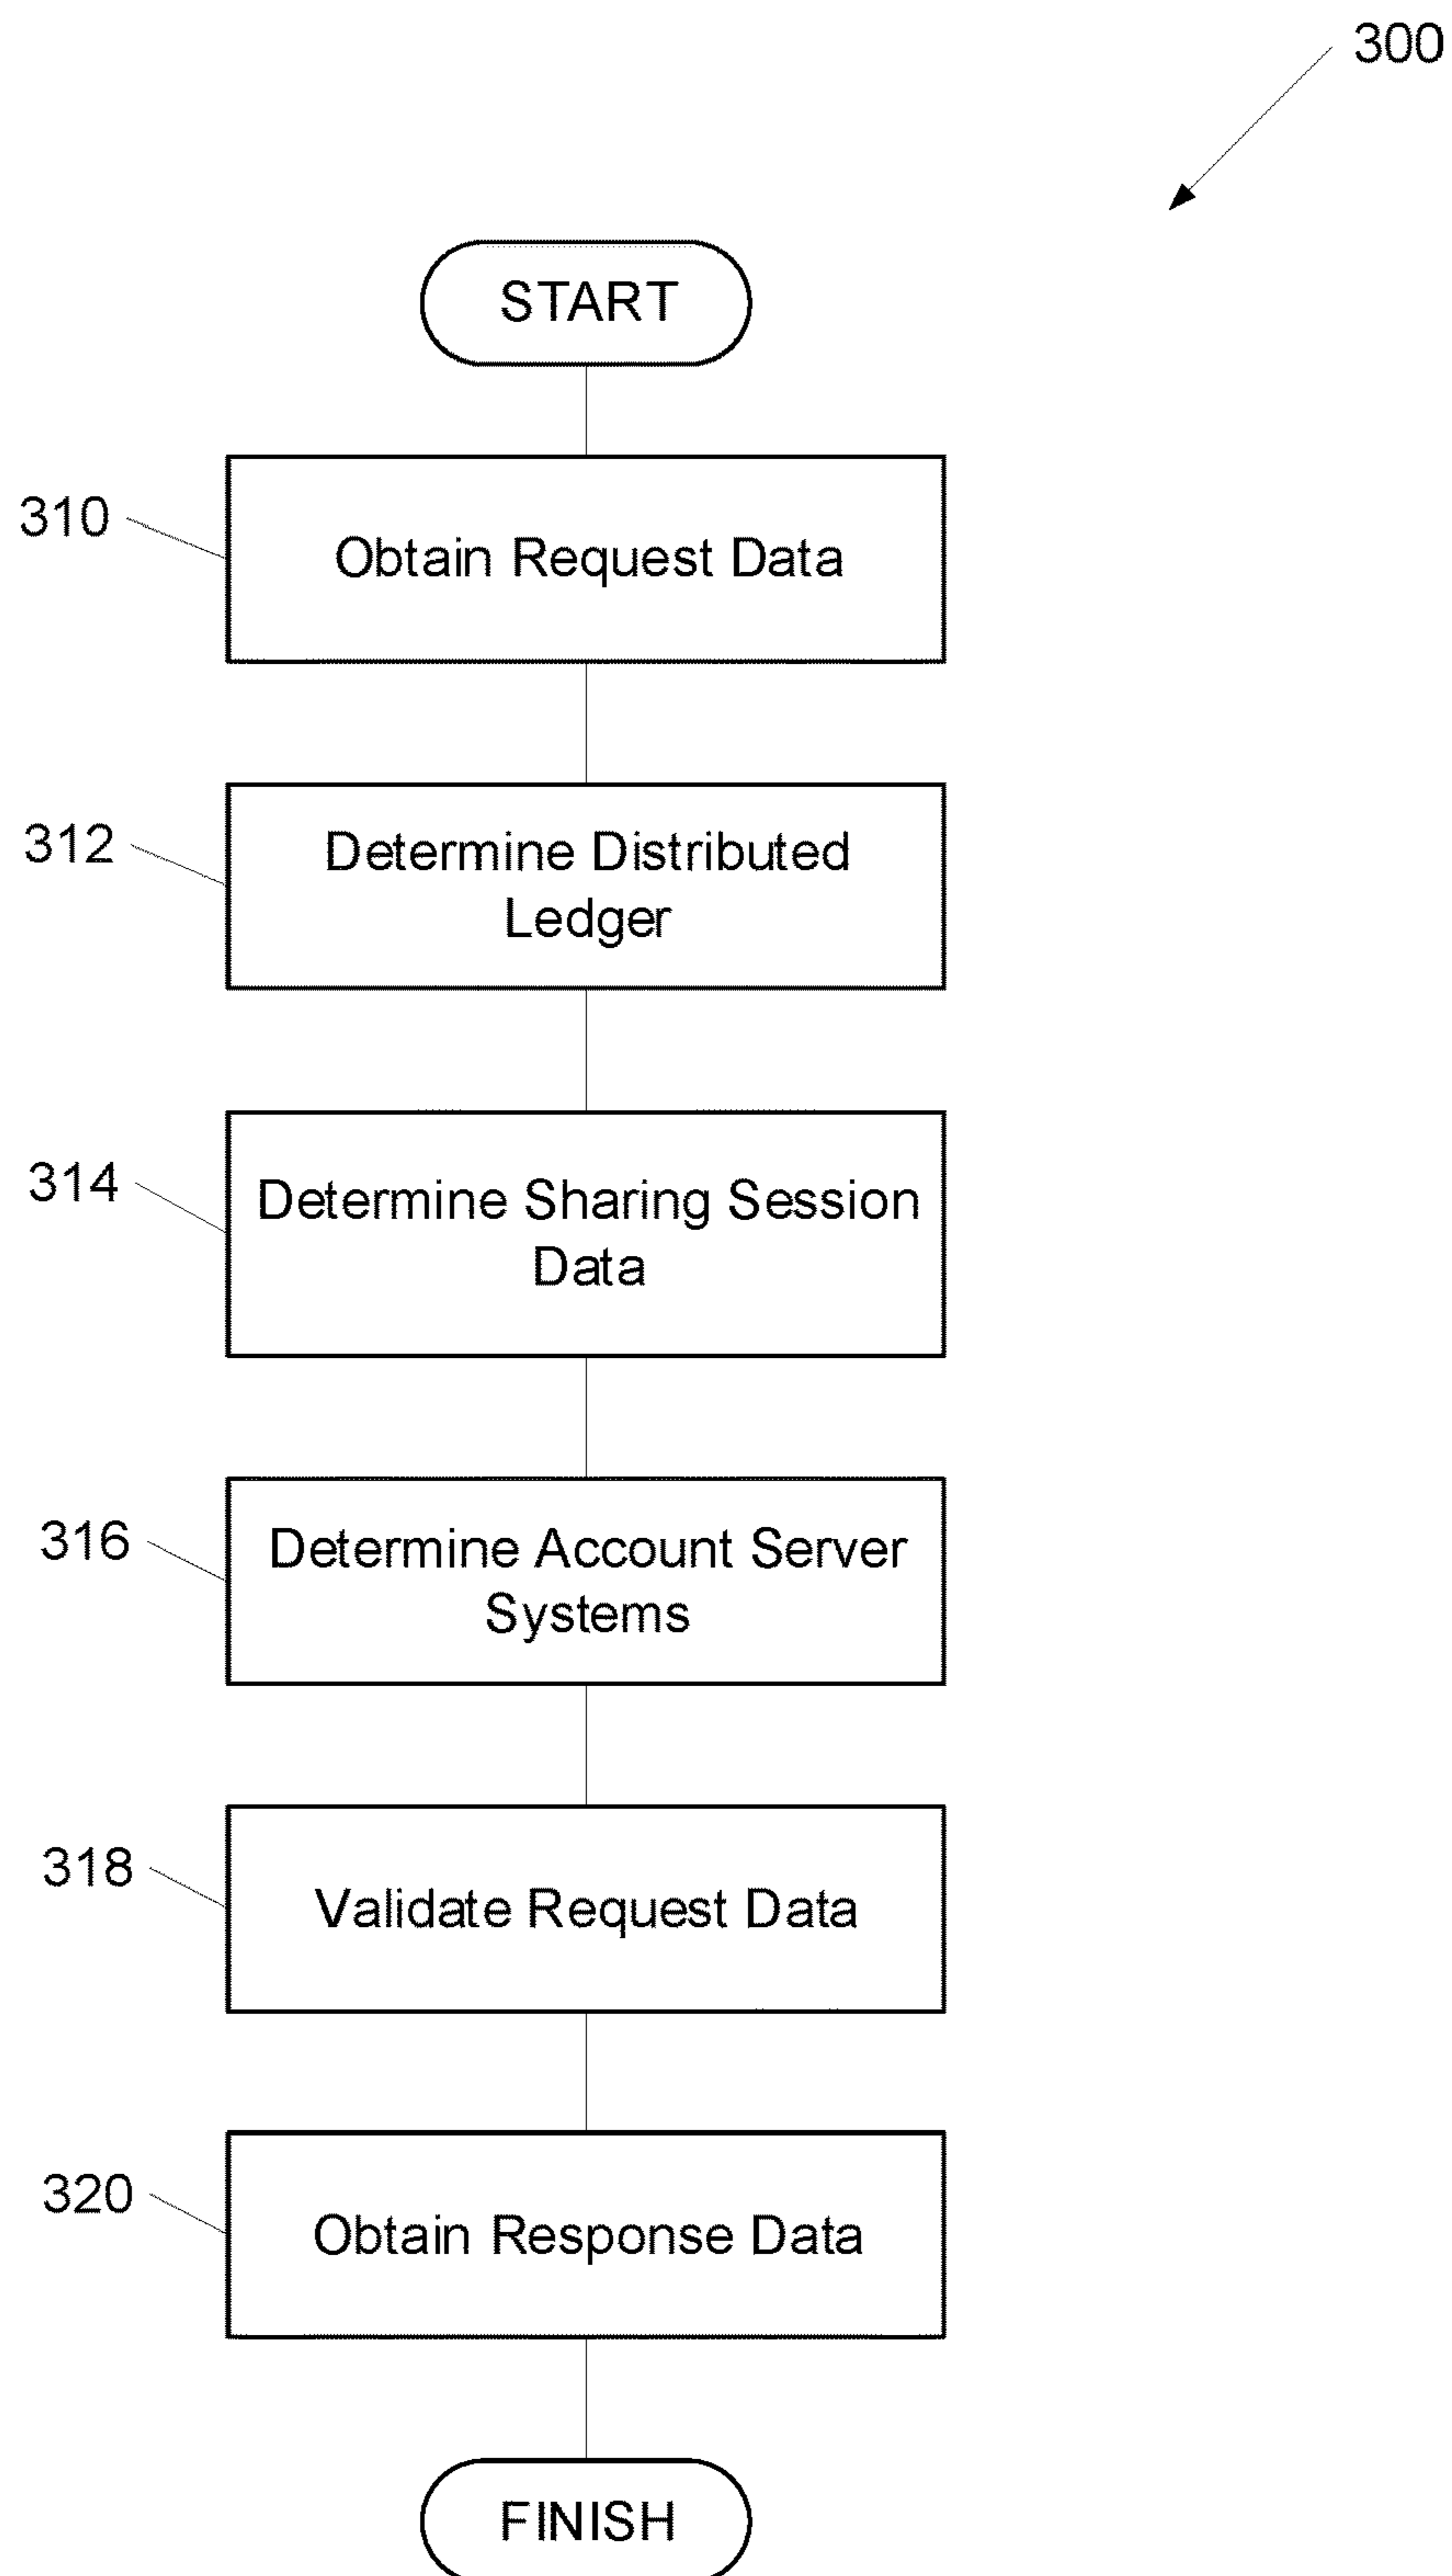 300
START
310
Obtain Request Data
312
Determine Distributed
Ledger
314
Determine Sharing Session
Data
316
Determine Account Server
Systems
318
Validate Request Data
320
Obtain Response Data
FINISH